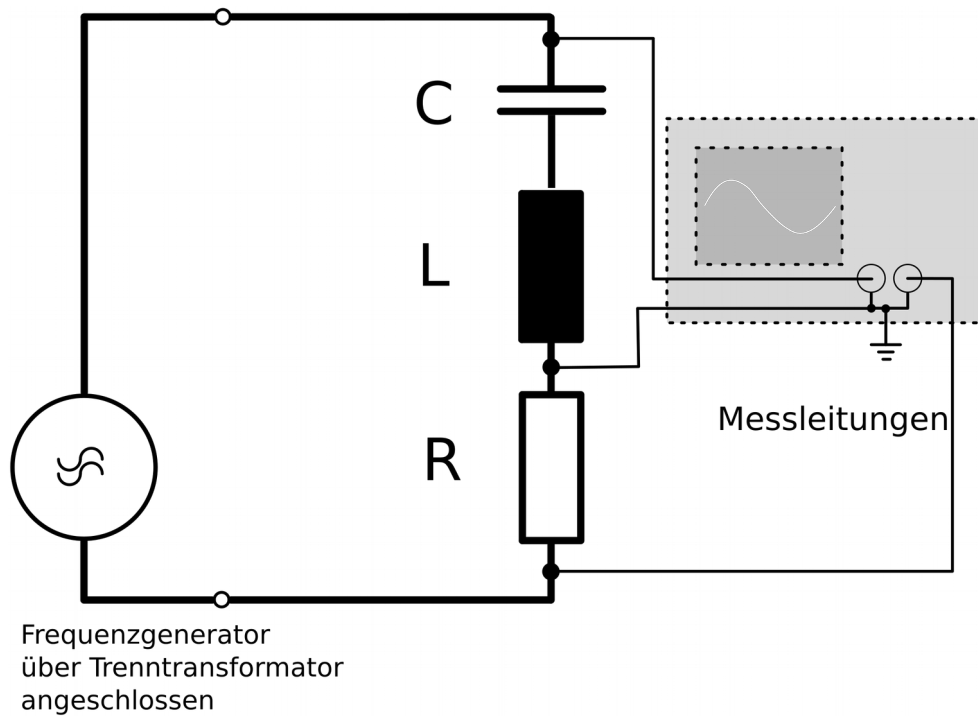 C
L
R
Messleitungen
Frequenzgenerator
über Trenntransformator
angeschlossen